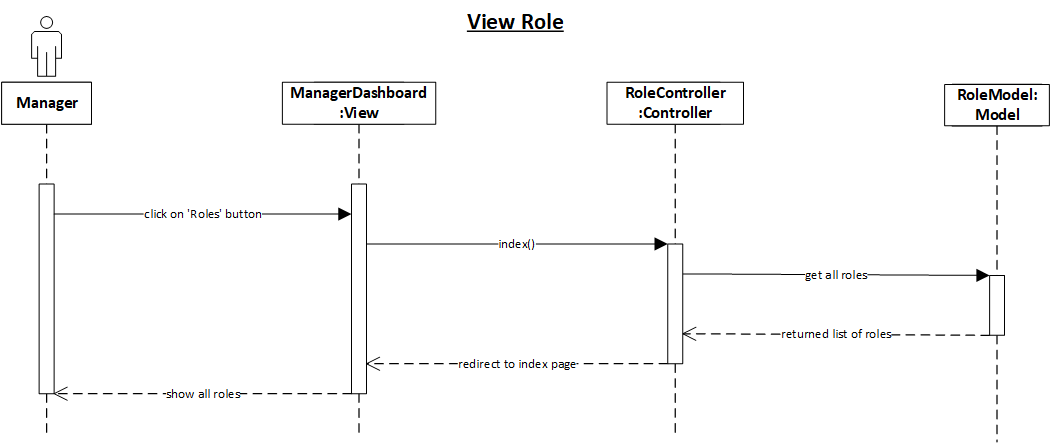 View Role
Manager
ManagerDashboard
:View
RoleController
:Controller
RoleModel:
Model
click on 'Roles' button
index()
get all roles
returned list of roles
redirect to index page
show all roles